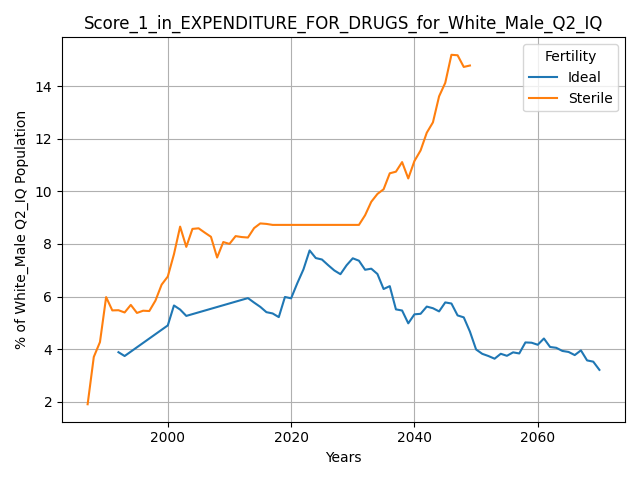 Score_1_in_EXPENDITURE_FOR_DRUGS_for_White_Male_Q2_IQ
% of White_Male Q2_IQ Population
14
12
10
8
6
4
2
Fertility
Ideal
Sterile
2000
2020
2040
2060
Years